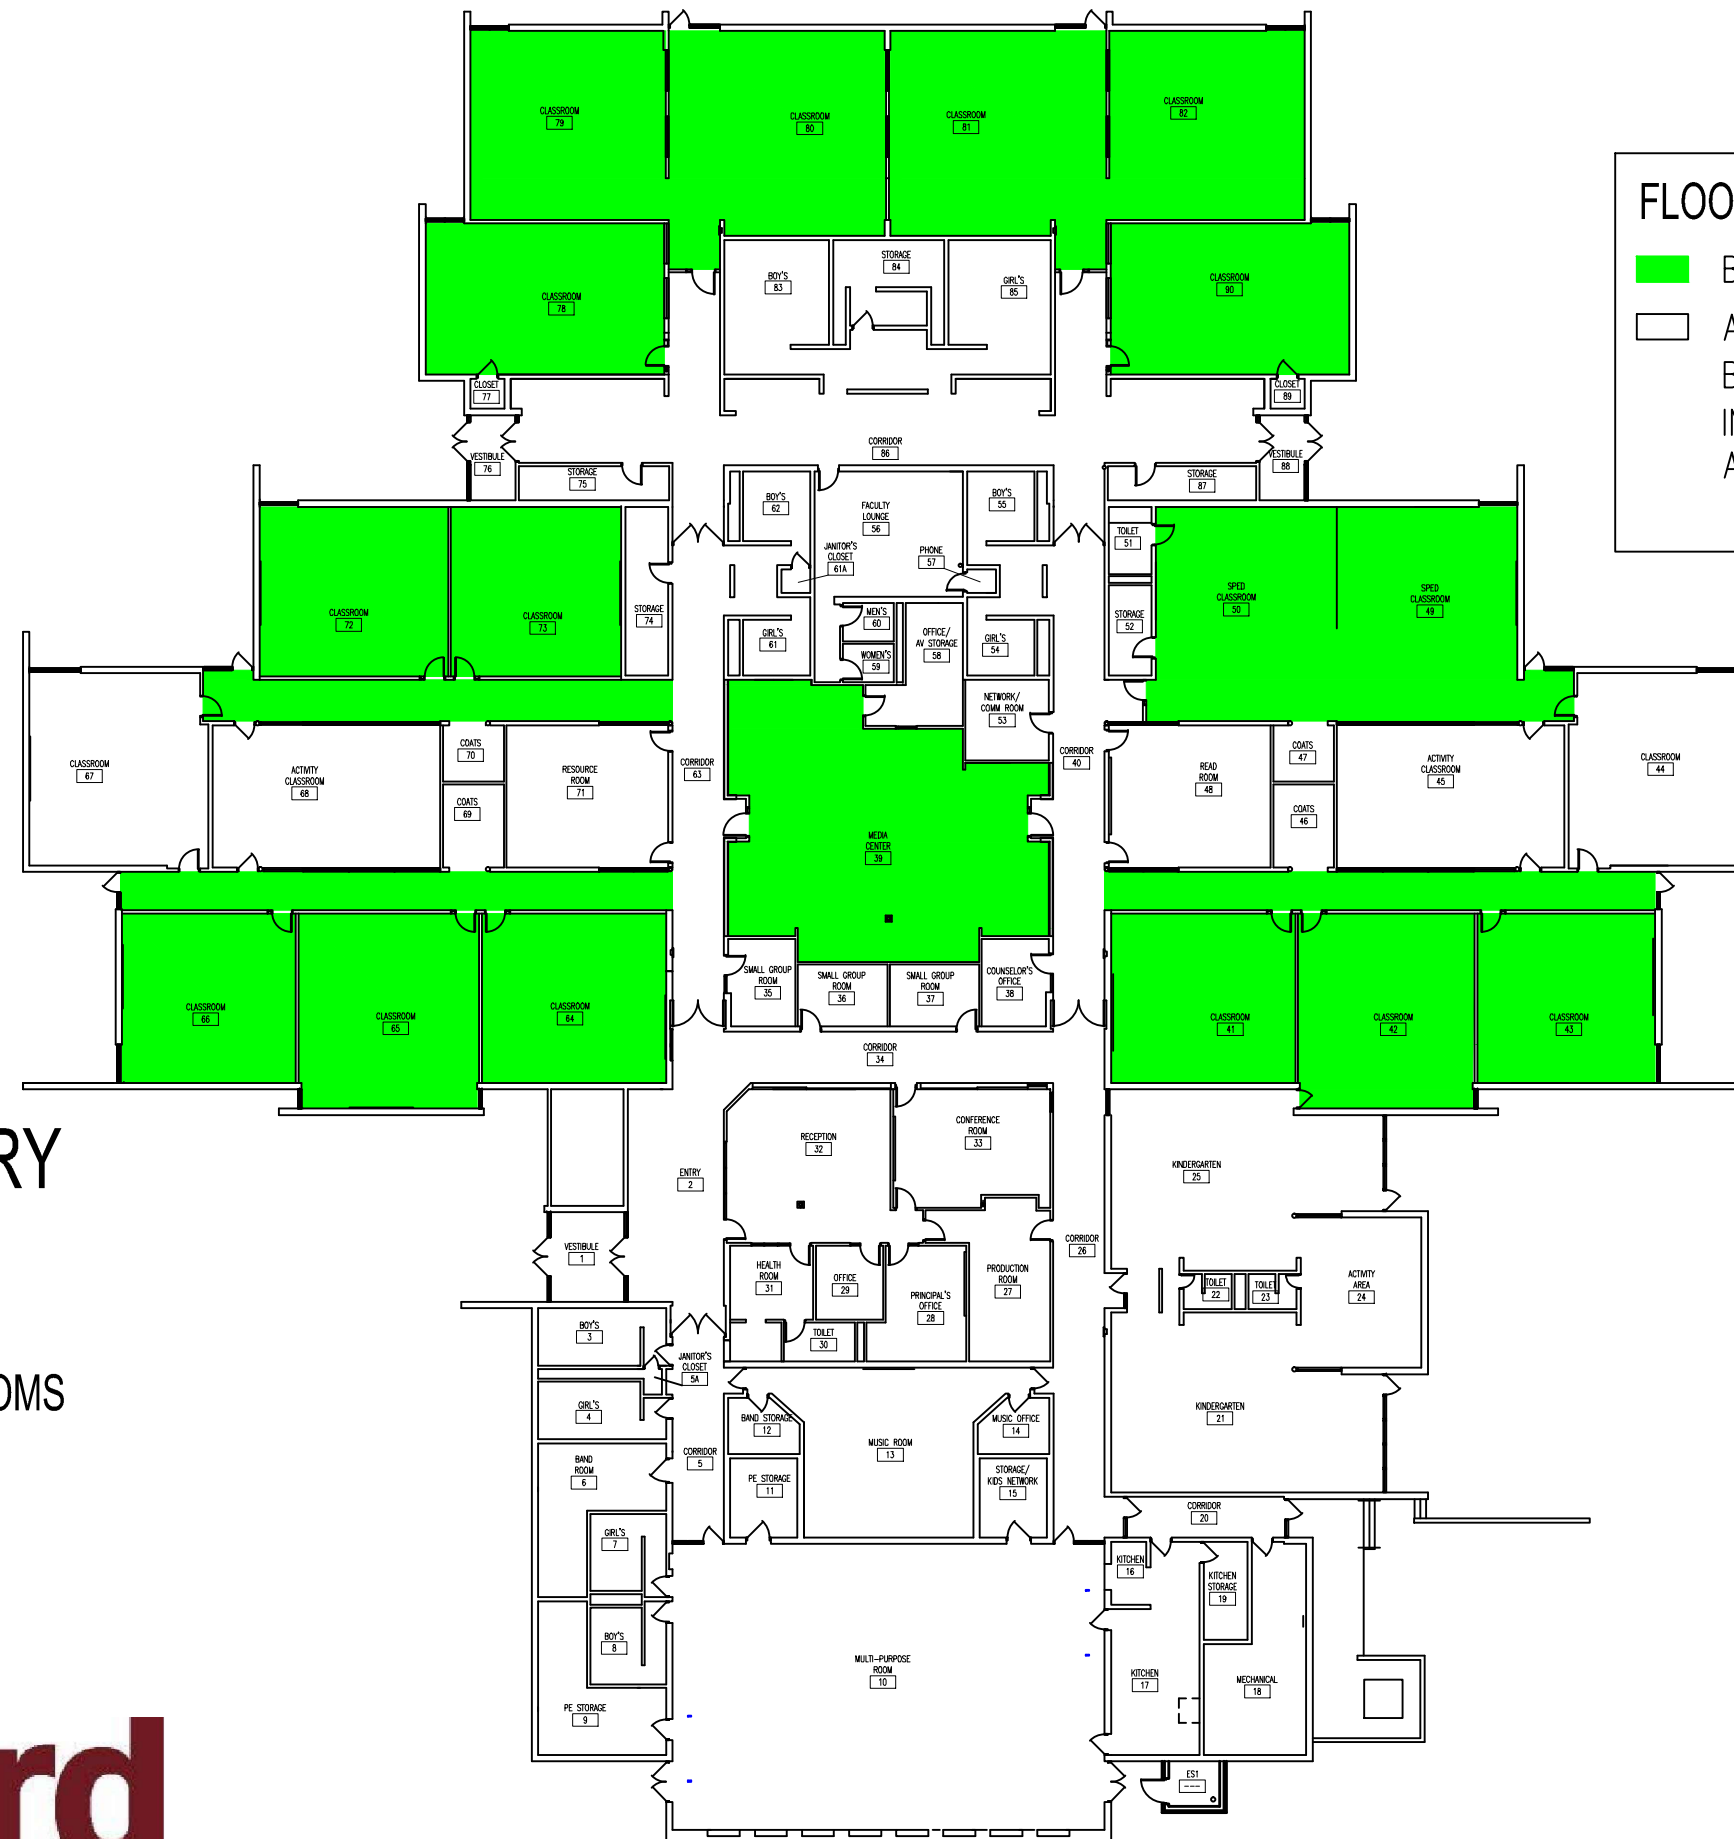 CLASSROOM
79
CLASSROOM
80
CLASSROOM
81
CLASSROOM
82
FLOO
B
A
B
IN
A
CLASSROOM
78
BOY'S
83
STORAGE
84
GIRL'S
85
CLASSROOM
90
CLOSET
77
CLOSET
89
CORRIDOR
86
VESTIBULE
76
STORAGE
75
STORAGE
87
VESTIBULE
88
BOY'S
62
FACULTY
LOUNGE
56
BOY'S
55
JANITOR'S
CLOSET
61A
PHONE
57
TOILET
51
CLASSROOM
72
CLASSROOM
73
STORAGE
74
GIRL'S
61
MEN'S
60
WOMEN'S
59
OFFICE/
AV STORAGE
58
GIRL'S
54
STORAGE
52
SPED
CLASSROOM
50
SPED
CLASSROOM
49
NETWORK/
COMM ROOM
53
CLASSROOM
67
ACTIVITY
CLASSROOM
68
COATS
70
COATS
69
RESOURCE
ROOM
71
CORRIDOR
63
CORRIDOR
40
READ
ROOM
48
COATS
47
COATS
46
ACTIVITY
CLASSROOM
45
CLASSROOM
44
MEDIA
CENTER
39
CLASSROOM
66
CLASSROOM
65
CLASSROOM
64
SMALL GROUP
ROOM
35
SMALL GROUP
ROOM
36
SMALL GROUP
ROOM
37
COUNSELOR'S
OFFICE
38
CLASSROOM
41
CLASSROOM
42
CLASSROOM
43
CORRIDOR
34
RY
RECEPTION
32
CONFERENCE
ROOM
33
ENTRY
2
KINDERGARTEN
25
VESTIBULE
1
CORRIDOR
26
HEALTH
ROOM
31
OFFICE
29
PRINCIPAL'S
OFFICE
28
PRODUCTION
ROOM
27
TOILET
22
TOILET
23
ACTIVITY
AREA
24
BOY'S
3
TOILET
30
JANITOR'S
CLOSET
5A
OMS
GIRL'S
4
BAND STORAGE
12
MUSIC OFFICE
14
KINDERGARTEN
21
MUSIC ROOM
13
CORRIDOR
5
BAND
ROOM
6
PE STORAGE
11
STORAGE/
KIDS NETWORK
15
CORRIDOR
20
GIRL'S
7
KITCHEN
16
KITCHEN
STORAGE
19
BOY'S
8
MULTI-PURPOSE
ROOM
10
KITCHEN
17
MECHANICAL
18
PE STORAGE
9
ES1
---
rd